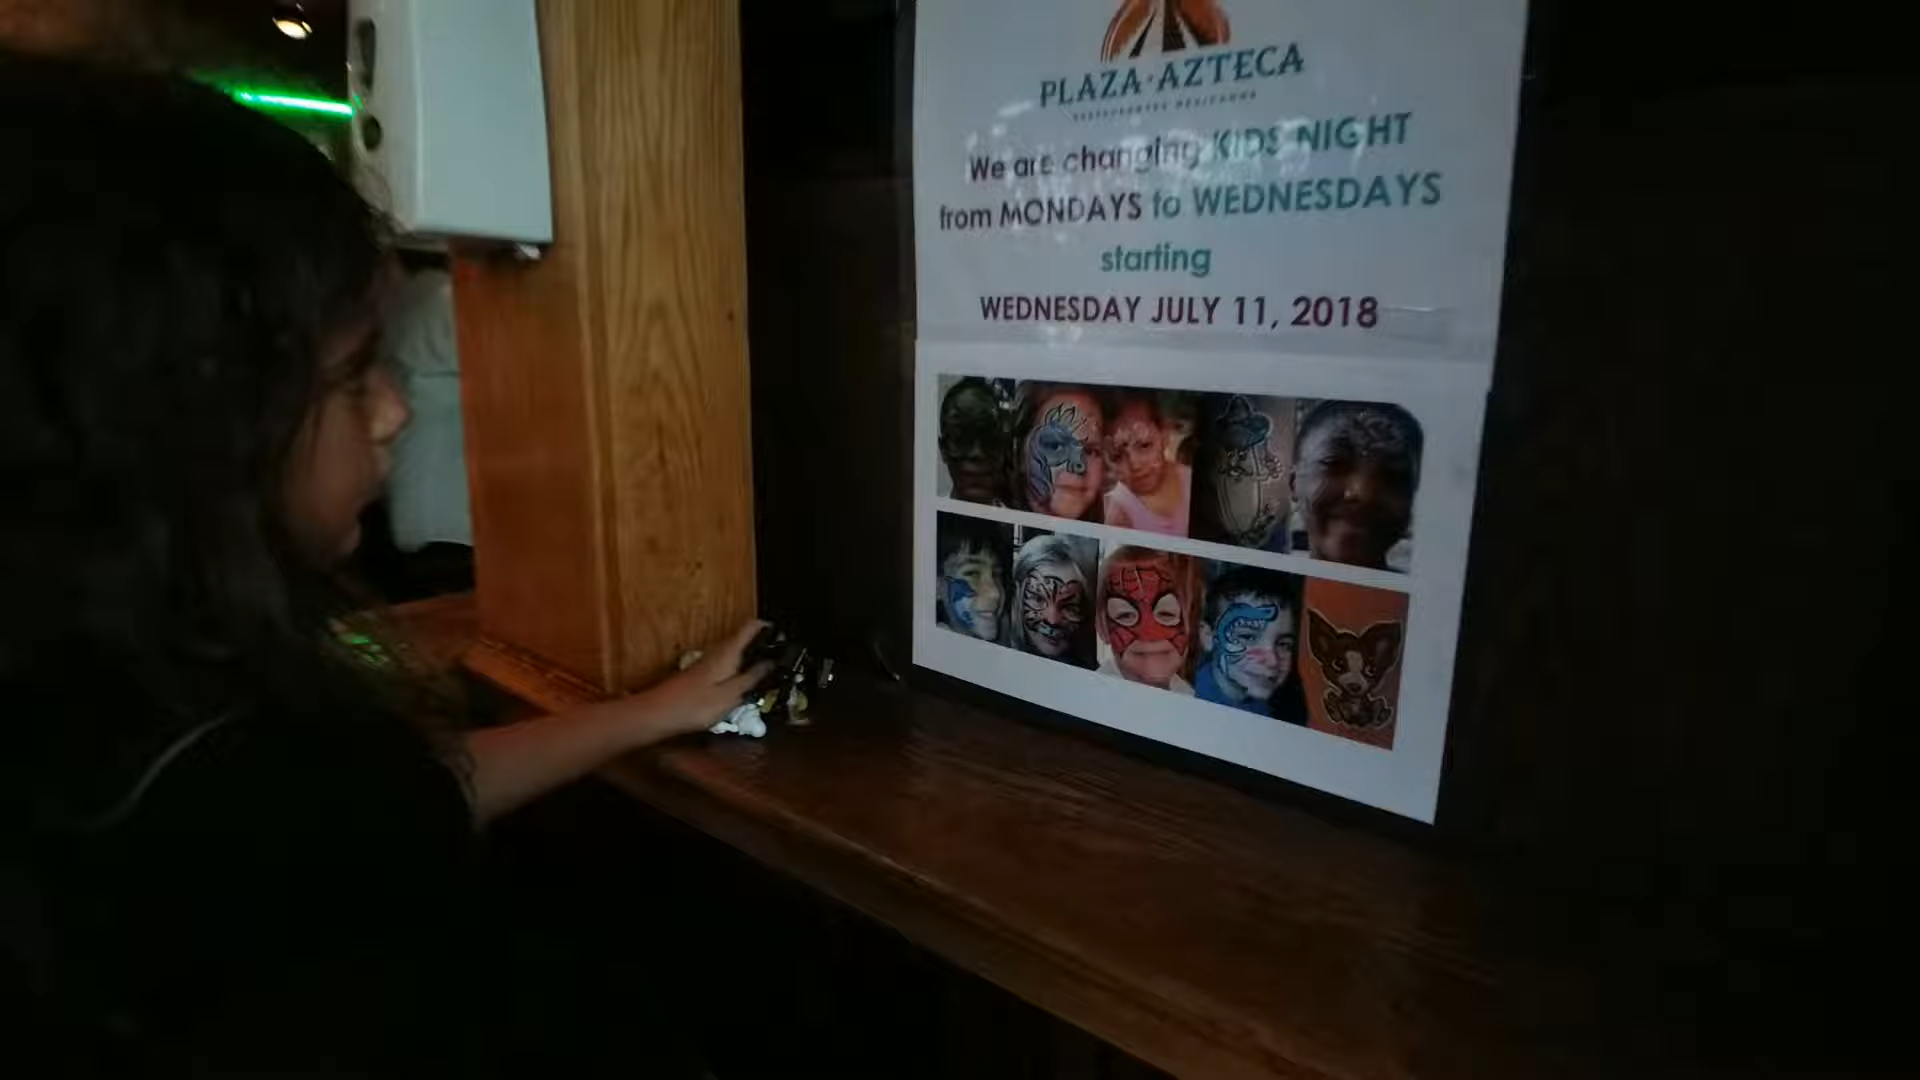 PLAZA·AZTECA
We are changing KIDS NIGHT
from MONDAYS to WEDNESDAYS
starting
WEDNESDAY JULY 11, 2018